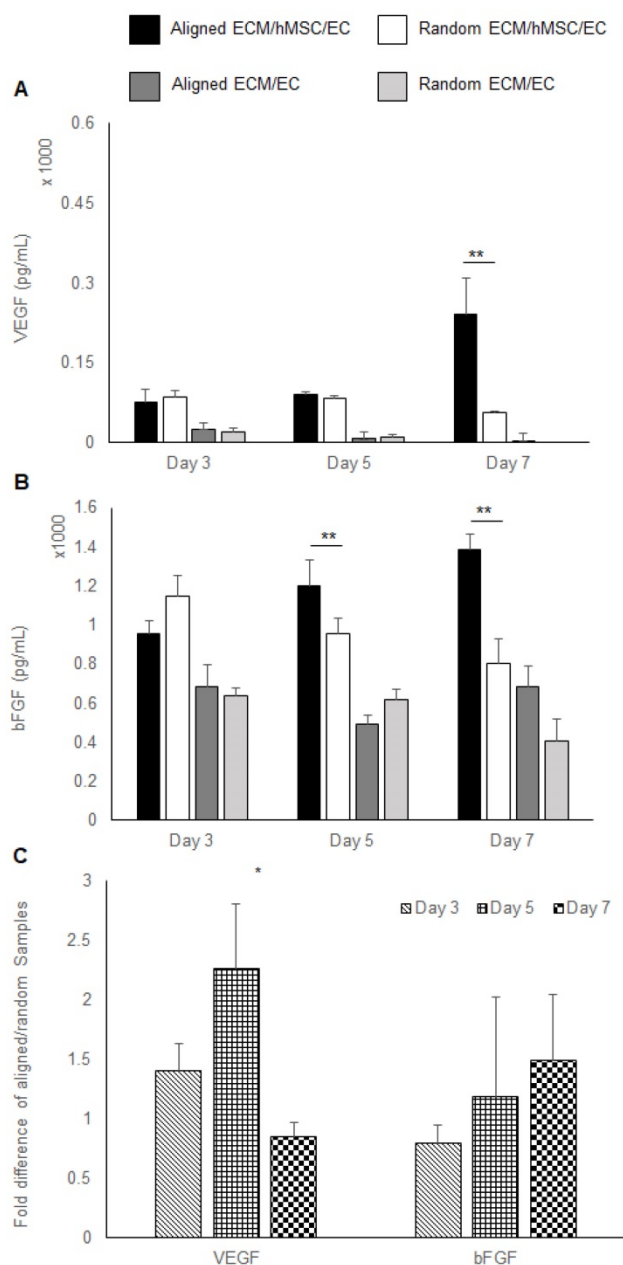 Aligned ECM/hMSC/EC Random ECM/hMSC/EC
Aligned ECM/EC Random ECM/EC
A
VEGF (pg/mL)
x 1000
0.6
0.45
0.3
0.15
0
**
Day 3 Day 5 Day 7
B
bFGF (pg/mL)
x1000
1.6
1.4
1.2
1
0.8
0.6
0.4
0.2
0
** **
Day 3 Day 5 Day 7
C
Fold difference of aligned/random Samples
3
2.5
2
1.5
1
0.5
0
*
Day 3 Day 5 Day 7
VEGF bFGF